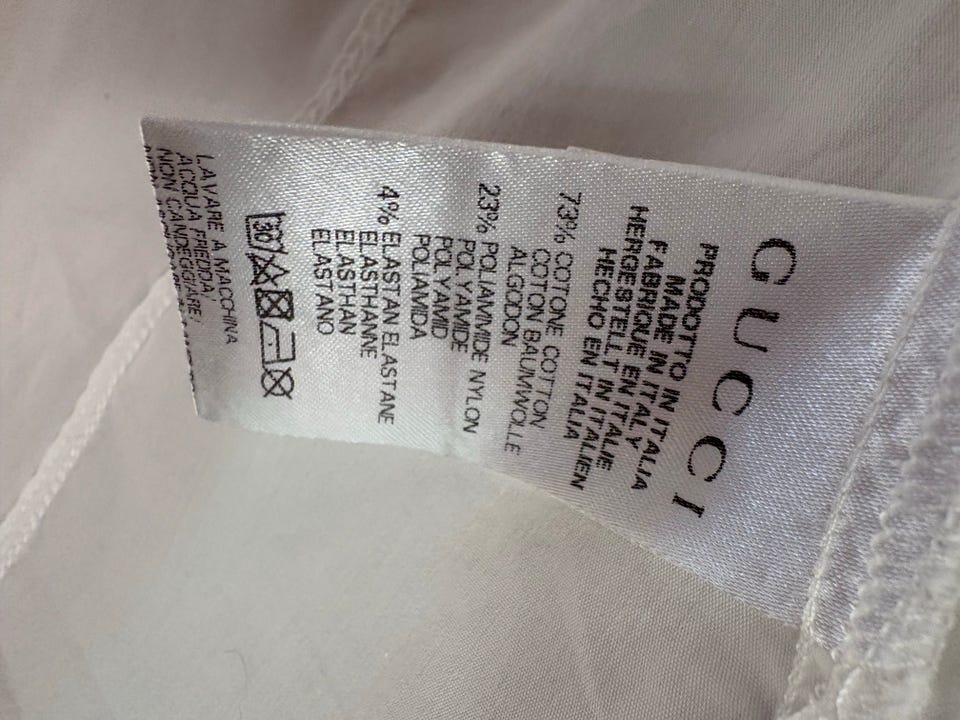 GUCCI
PRODOTTO IN ITALIA
MADE IN ITALY
FABRIQUE EN ITALIE
HERGESTELLT IN ITALIEN
HECHO EN ITALIA
73% COTONE COTTON
COTON BAUMWOLLE
ALGODON
23% POLIAMMIDE NYLON
POLYAMIDE
POLYAMID
POLIAMIDA
4% ELASTAN ELASTANE
ELASTHANNE
ELASTHAN
ELASTANO
30
LAVARE A MACCHINA
ACQUA FREDDA/
NON CANDEGGIARE/
NON